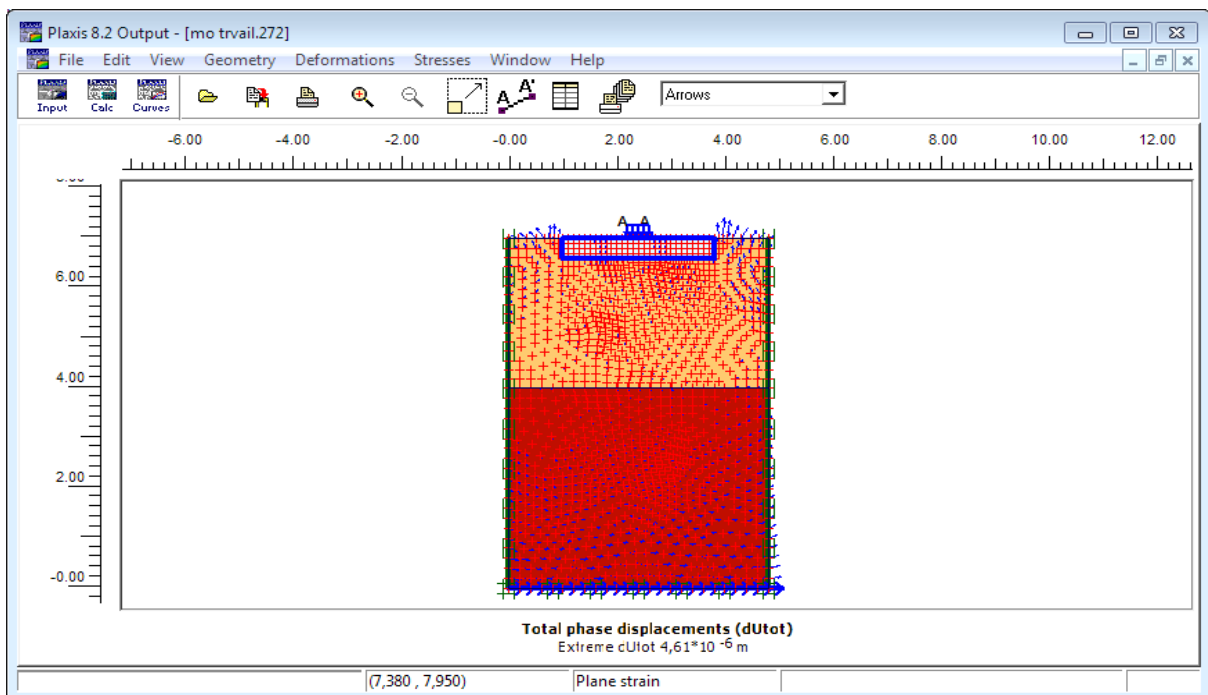 Plaxis 8.2 Output - [mo trvail.272]
File Edit View Geometry Deformations Stresses Window Help
Input Calc Curves Arrows
-6.00 -4.00 -2.00 -0.00 2.00 4.00 6.00 8.00 10.00 12.00
A A
6.00
4.00
2.00
-0.00
Total phase displacements (dUtot)
Extreme dUtot 4,61*10 -6 m
(7,380 , 7,950) Plane strain